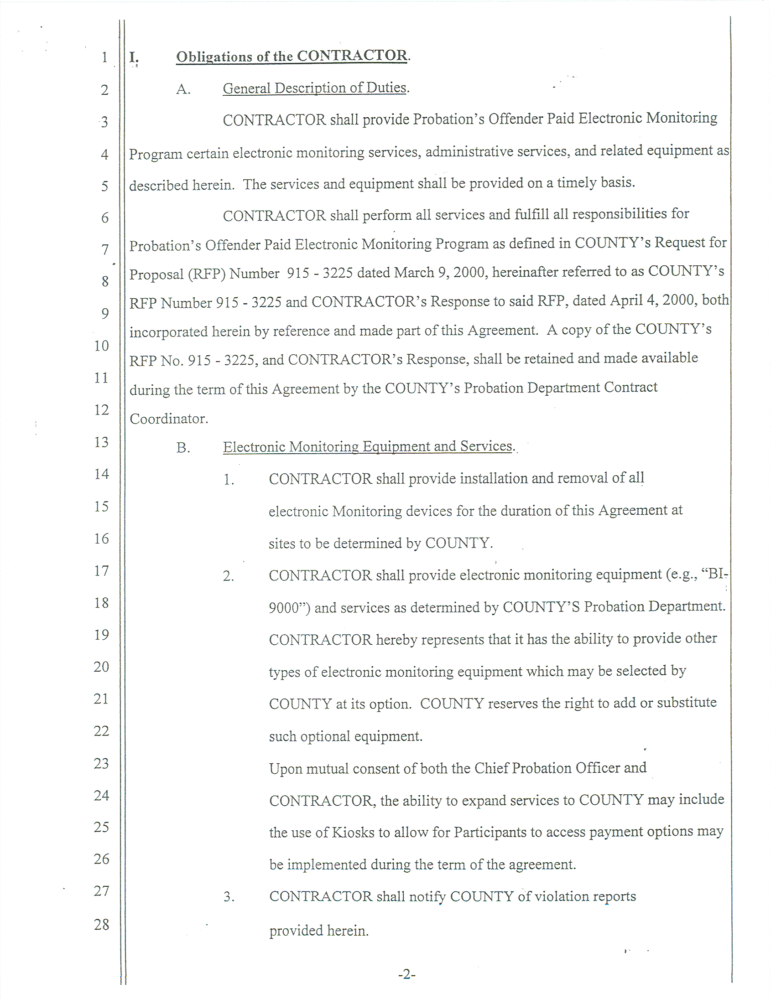 1 I. Obligations of the CONTRACTOR.
2 A. General Description of Duties.
3 CONTRACTOR shall provide Probation's Offender Paid Electronic Monitoring
4 Program certain electronic monitoring services, administrative services, and related equipment as
5 described herein. The services and equipment shall be provided on a timely basis.
6 CONTRACTOR shall perform all services and fulfill all responsibilities for
7 Probation's Offender Paid Electronic Monitoring Program as defined in COUNTY's Request for
8 Proposal (RFP) Number 915 - 3225 dated March 9, 2000, hereinafter referred to as COUNTY's
9 RFP Number 915 - 3225 and CONTRACTOR's Response to said RFP, dated April 4, 2000, both
incorporated herein by reference and made part of this Agreement. A copy of the COUNTY's
10 RFP No. 915 - 3225, and CONTRACTOR's Response, shall be retained and made available
11 during the term of this Agreement by the COUNTY's Probation Department Contract
12 Coordinator.
13 B. Electronic Monitoring Equipment and Services.
14 1. CONTRACTOR shall provide installation and removal of all
15 electronic Monitoring devices for the duration of this Agreement at
16 sites to be determined by COUNTY.
17 2. CONTRACTOR shall provide electronic monitoring equipment (e.g., “BI-
18 9000”) and services as determined by COUNTY'S Probation Department.
19 CONTRACTOR hereby represents that it has the ability to provide other
20 types of electronic monitoring equipment which may be selected by
21 COUNTY at its option. COUNTY reserves the right to add or substitute
22 such optional equipment.
23 Upon mutual consent of both the Chief Probation Officer and
24 CONTRACTOR, the ability to expand services to COUNTY may include
25 the use of Kiosks to allow for Participants to access payment options may
26 be implemented during the term of the agreement.
27 3. CONTRACTOR shall notify COUNTY of violation reports
28 provided herein.
-2-